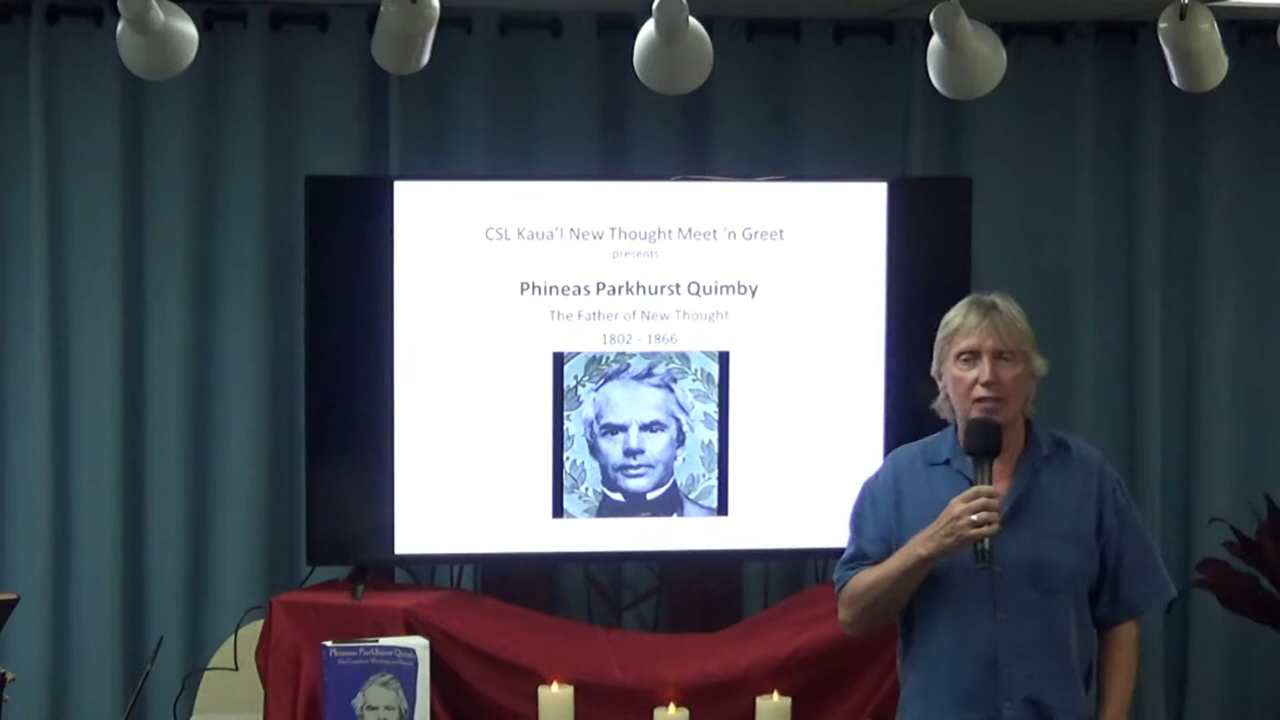 CSL Kaua'I New Thought Meet 'n Greet
presents
Phineas Parkhurst Quimby
The Father of New Thought
1802 - 1866
Phineas Parkhurst Quimby